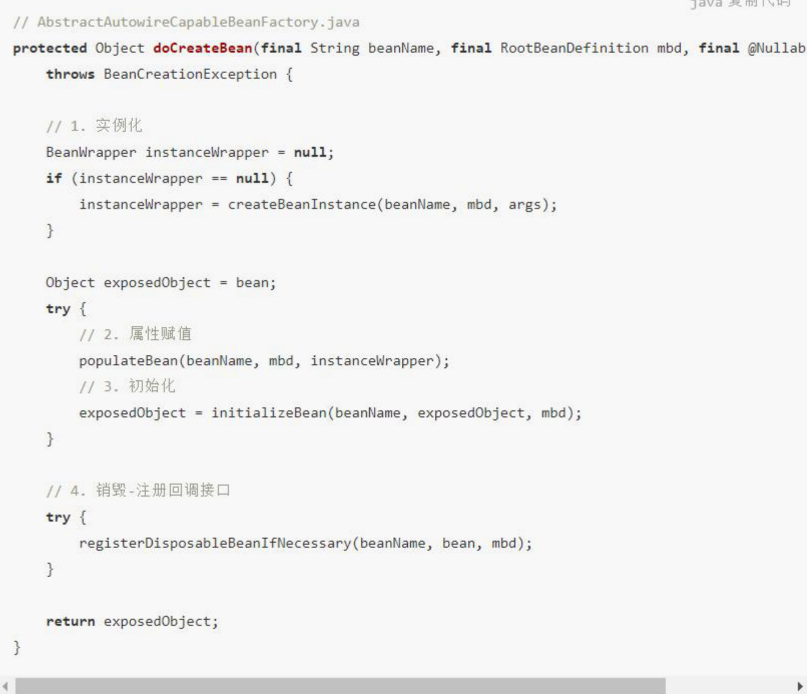 java 复制代码
// AbstractAutowireCapableBeanFactory.java
protected Object doCreateBean(final String beanName, final RootBeanDefinition mbd, final @Nullab
    throws BeanCreationException {

    // 1. 实例化
    BeanWrapper instanceWrapper = null;
    if (instanceWrapper == null) {
        instanceWrapper = createBeanInstance(beanName, mbd, args);
    }

    Object exposedObject = bean;
    try {
        // 2. 属性赋值
        populateBean(beanName, mbd, instanceWrapper);
        // 3. 初始化
        exposedObject = initializeBean(beanName, exposedObject, mbd);
    }

    // 4. 销毁-注册回调接口
    try {
        registerDisposableBeanIfNecessary(beanName, bean, mbd);
    }

    return exposedObject;
}